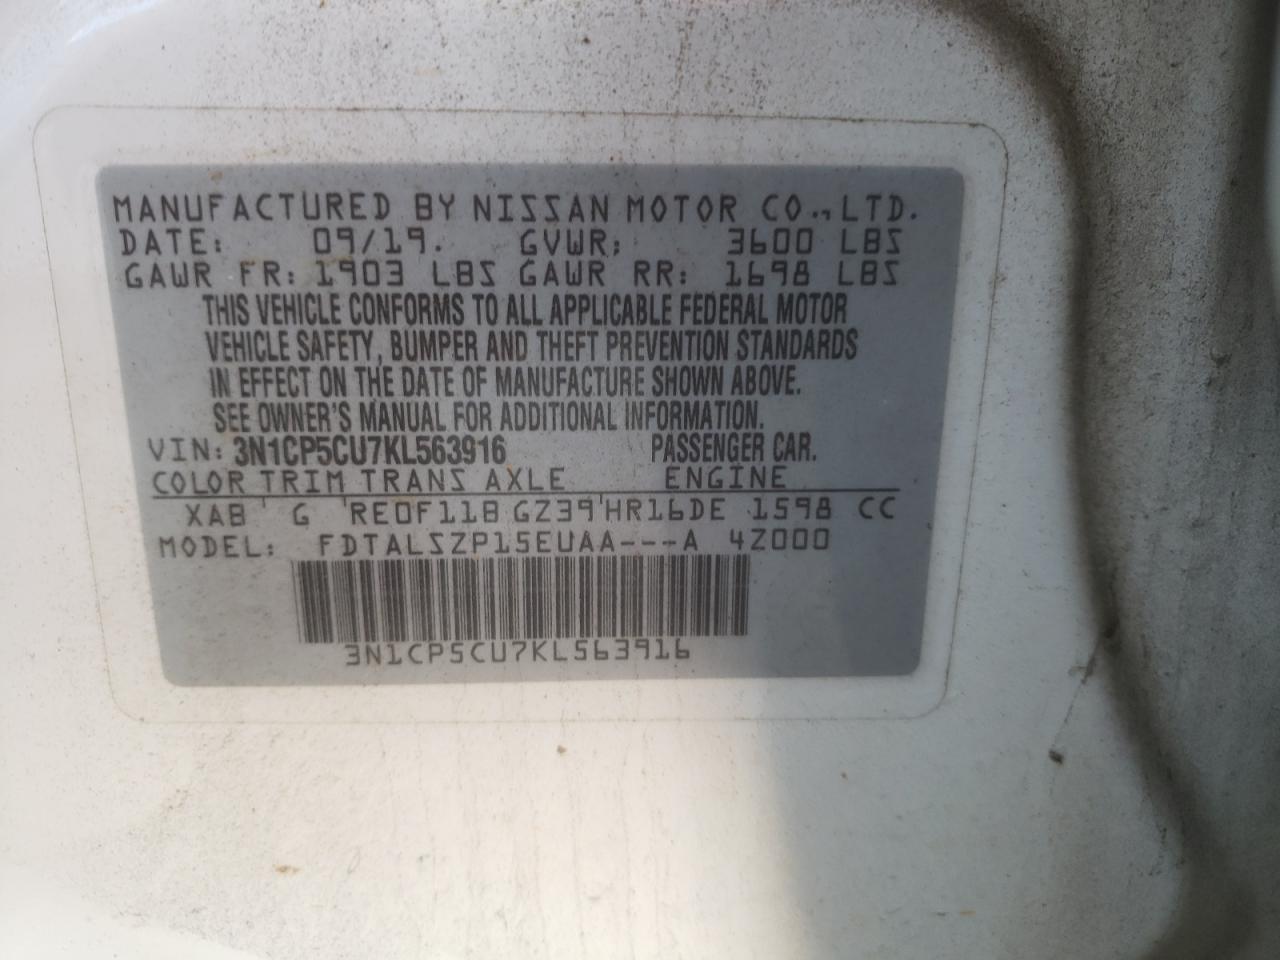 MANUFACTURED BY NISSAN MOTOR CO., LTD.
DATE: 09/19. GVWR: 3600 LBS
GAWR FR: 1903 LBS GAWR RR: 1698 LBS
THIS VEHICLE CONFORMS TO ALL APPLICABLE FEDERAL MOTOR
VEHICLE SAFETY, BUMPER AND THEFT PREVENTION STANDARDS
IN EFFECT ON THE DATE OF MANUFACTURE SHOWN ABOVE.
SEE OWNER'S MANUAL FOR ADDITIONAL INFORMATION.
VIN: 3N1CP5CU7KL563916 PASSENGER CAR.
COLOR TRIM TRANS AXLE ENGINE
XAB ' G ' RE0F11B GZ39 ' HR16DE 1598 CC
MODEL: FDTALSZP15EUAA---A 4Z000
3N1CP5CU7KL563916